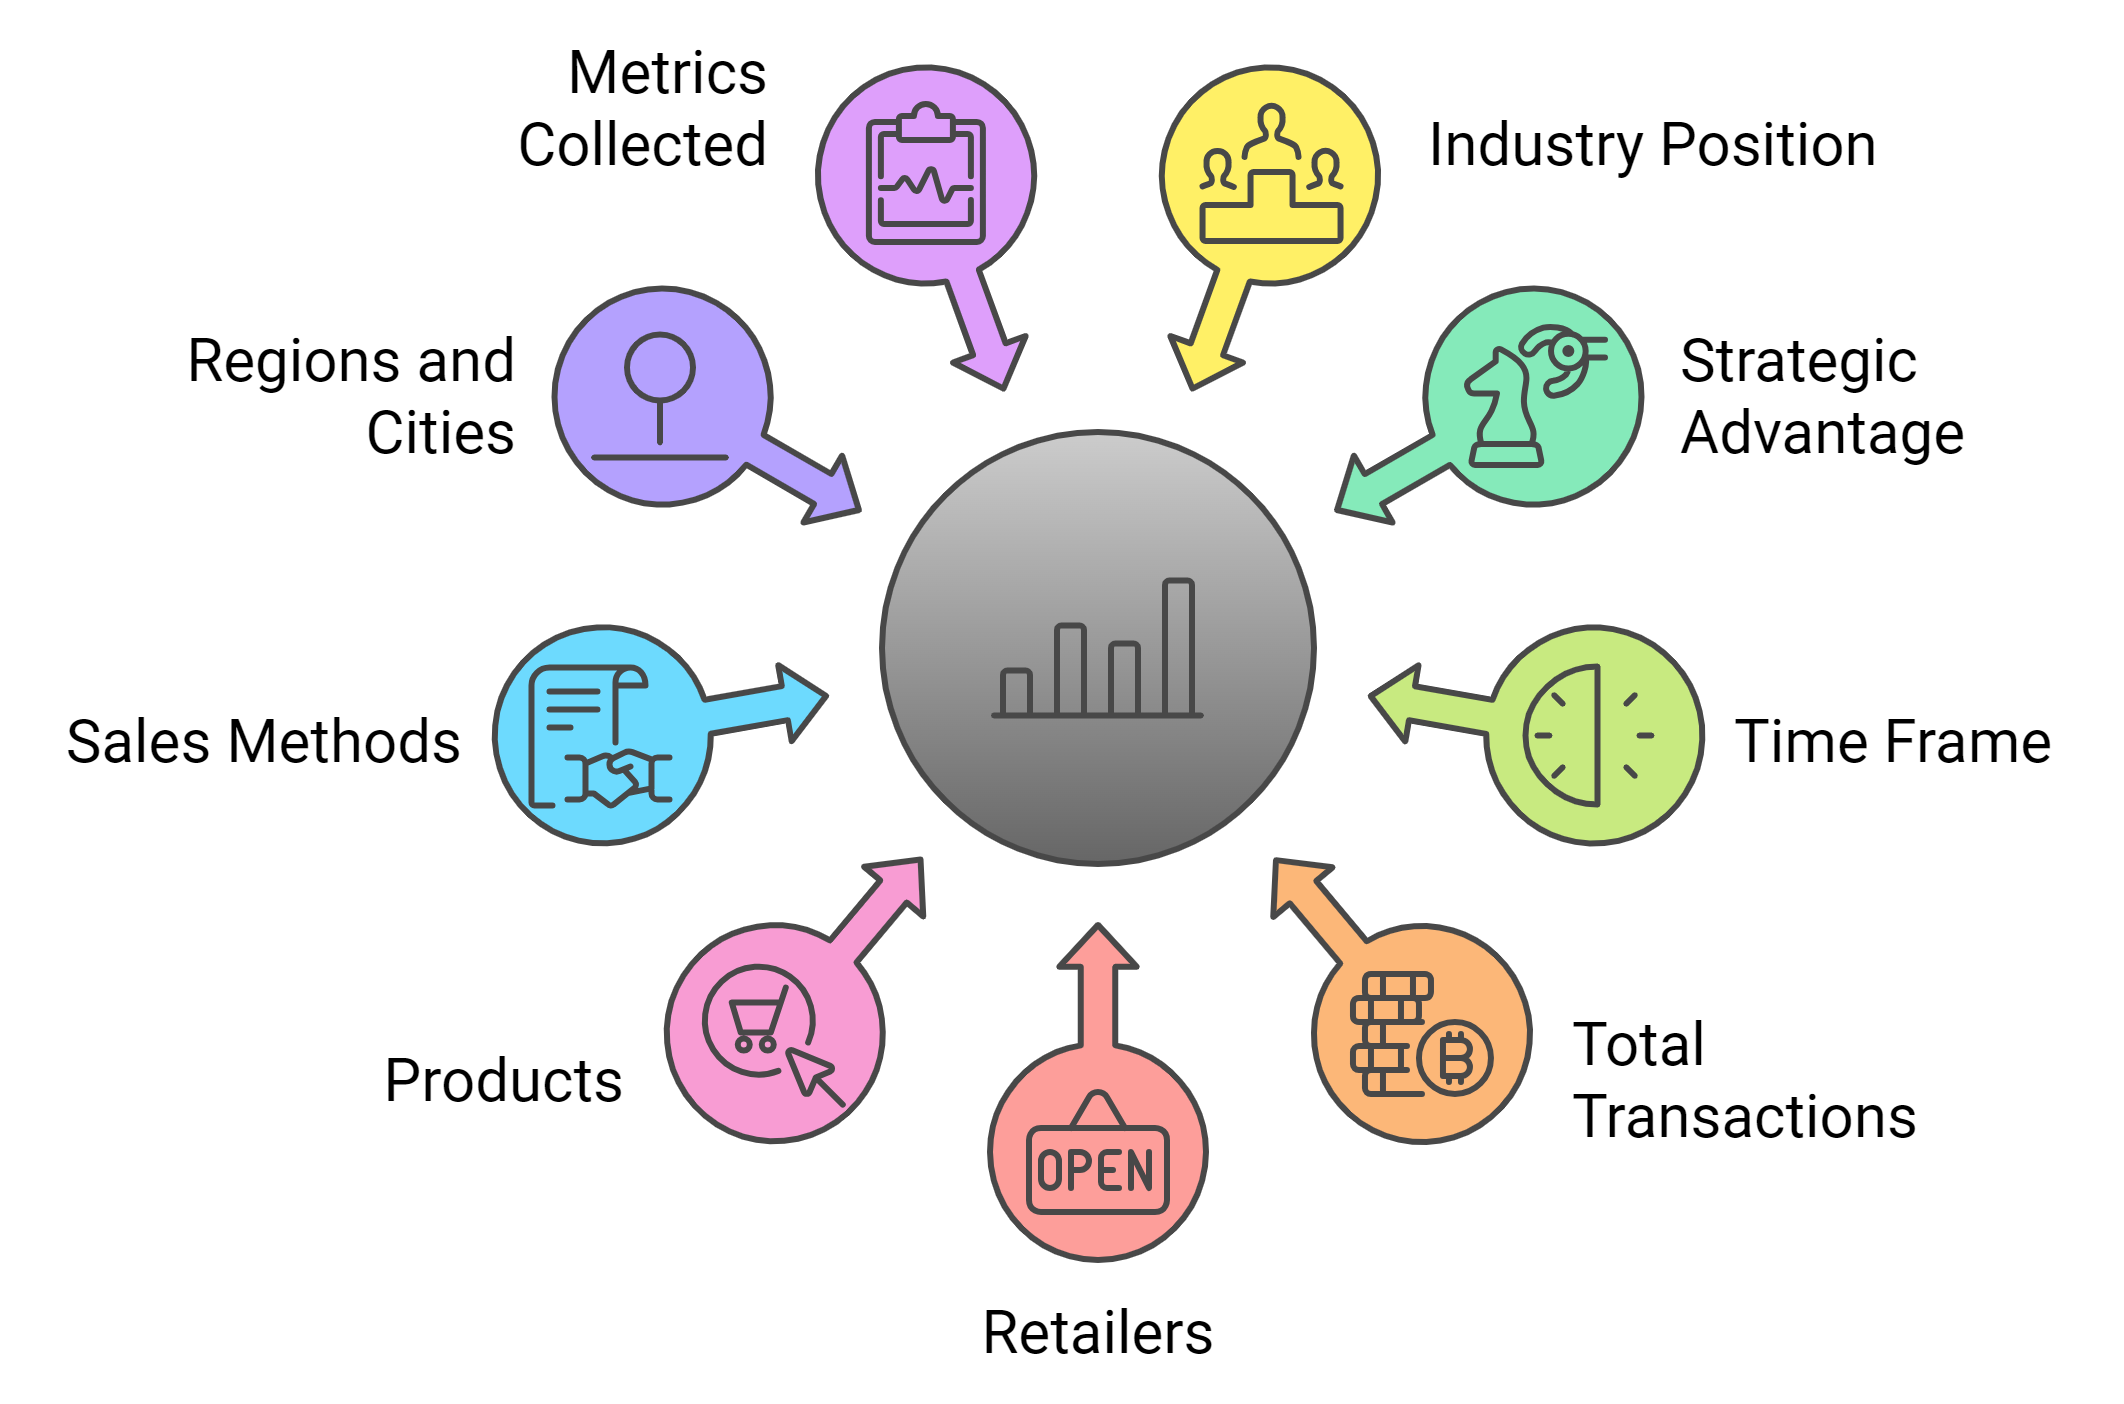 Metrics
Collected
Industry Position
Regions and
Cities
Strategic
Advantage
Sales Methods
Time Frame
Products
Total
Transactions
OPEN
Retailers